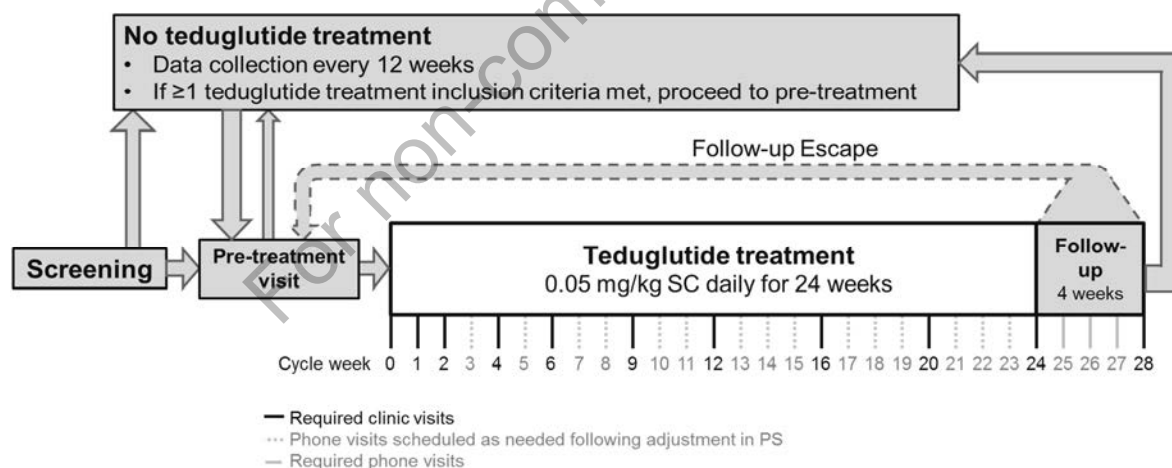 No teduglutide treatment
• Data collection every 12 weeks
• If ≥1 teduglutide treatment inclusion criteria met, proceed to pre-treatment
Follow-up Escape
Screening
Pre-treatment
visit
Teduglutide treatment
0.05 mg/kg SC daily for 24 weeks
Follow-
up
4 weeks
Cycle week 0 1 2 3 4 5 6 7 8 9 10 11 12 13 14 15 16 17 18 19 20 21 22 23 24 25 26 27 28
Required clinic visits
Phone visits scheduled as needed following adjustment in PS
Required phone visits
For non-com